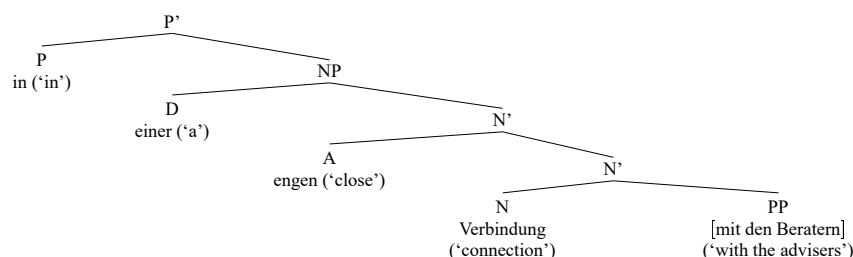 P’
P
in (‘in’)
NP
D
einer (‘a’)
N’
A
engen (‘close’)
N’
N
Verbindung
(‘connection’)
PP
[mit den Beratern]
(‘with the advisers’)